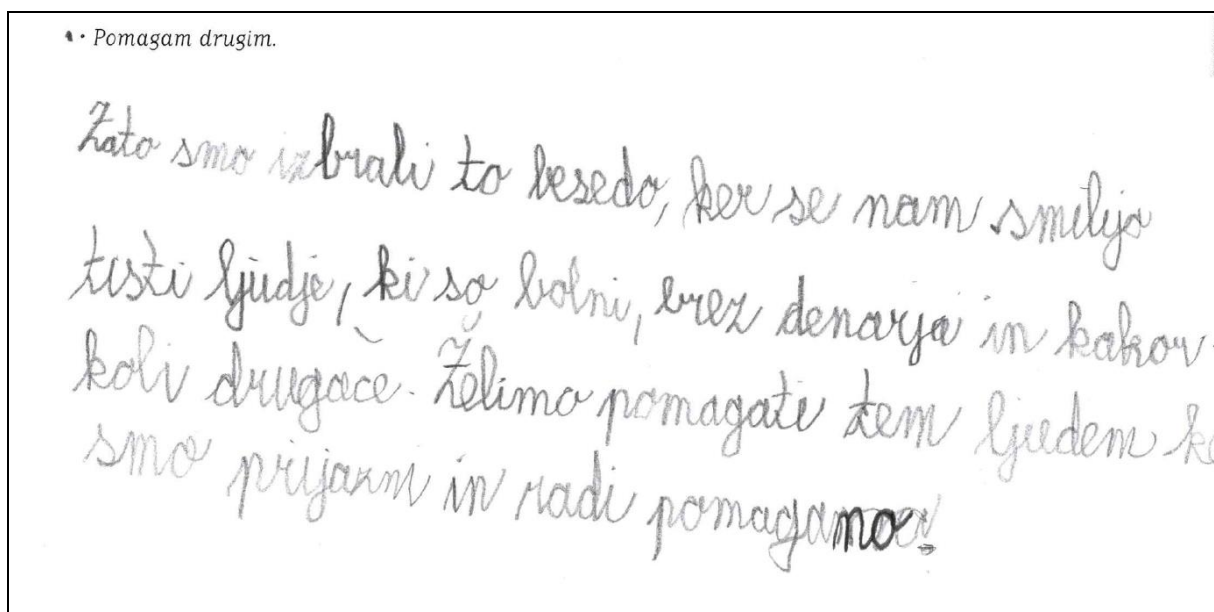 • Pomagam drugim.
Zato smo izbrali to besedo, ker se nam smilijo
tisti ljudje, ki so bolni, brez denarja in kakor-
koli drugače. Želimo pomagati tem ljudem
smo prijazni in radi pomagamo.